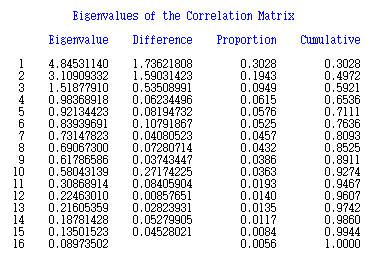 Eigenvalues of the Correlation Matrix
Eigenvalue Difference Proportion Cumulative
1 4.84531140 1.73621808 0.3028 0.3028
2 3.10909332 1.59031423 0.1943 0.4972
3 1.51877910 0.53508991 0.0949 0.5921
4 0.98368918 0.06234496 0.0615 0.6536
5 0.92134423 0.08194732 0.0576 0.7111
6 0.83939691 0.10791867 0.0525 0.7636
7 0.73147823 0.04080523 0.0457 0.8093
8 0.69067300 0.07280714 0.0432 0.8525
9 0.61786586 0.03743447 0.0386 0.8911
10 0.58043139 0.27174225 0.0363 0.9274
11 0.30868914 0.08405904 0.0193 0.9467
12 0.22463010 0.00857651 0.0140 0.9607
13 0.21605359 0.02823931 0.0135 0.9742
14 0.18781428 0.05279905 0.0117 0.9860
15 0.13501523 0.04528021 0.0084 0.9944
16 0.08973502 0.0056 1.0000